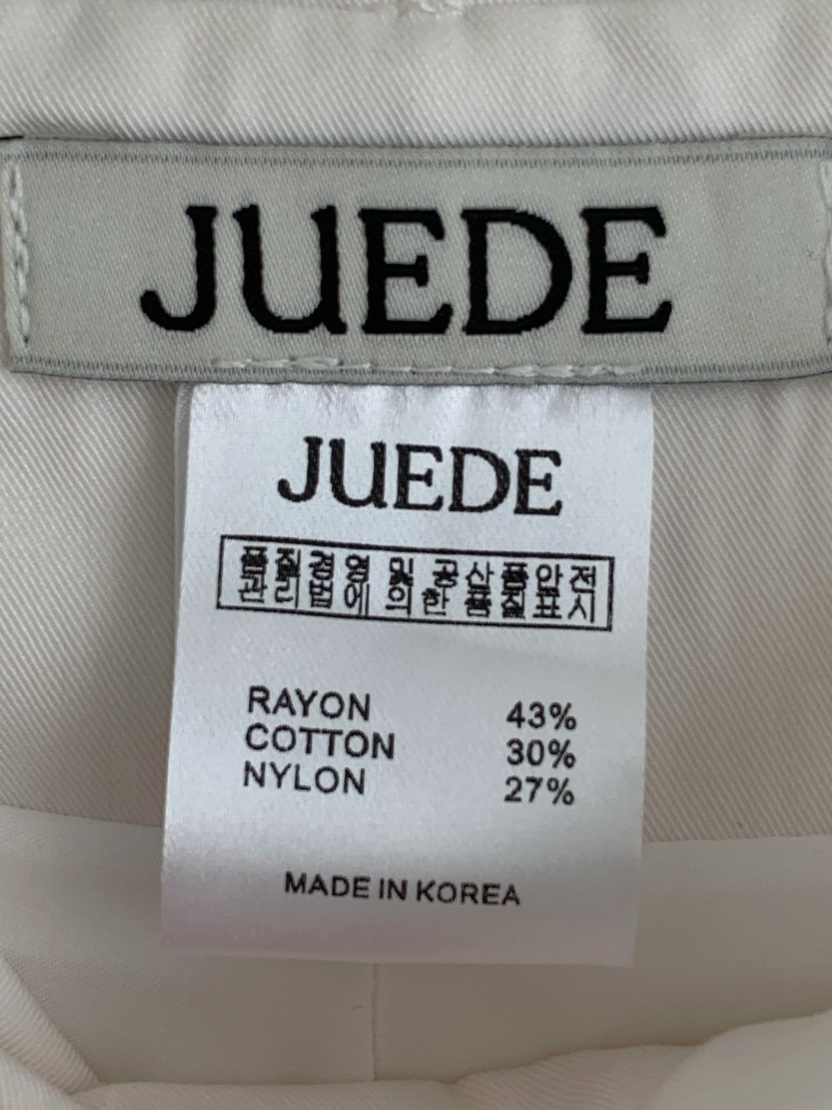 JUEDE
JUEDE
품질경영 및 공산품안전
관리법에 의한 품질표시
RAYON 43%
COTTON 30%
NYLON 27%
MADE IN KOREA